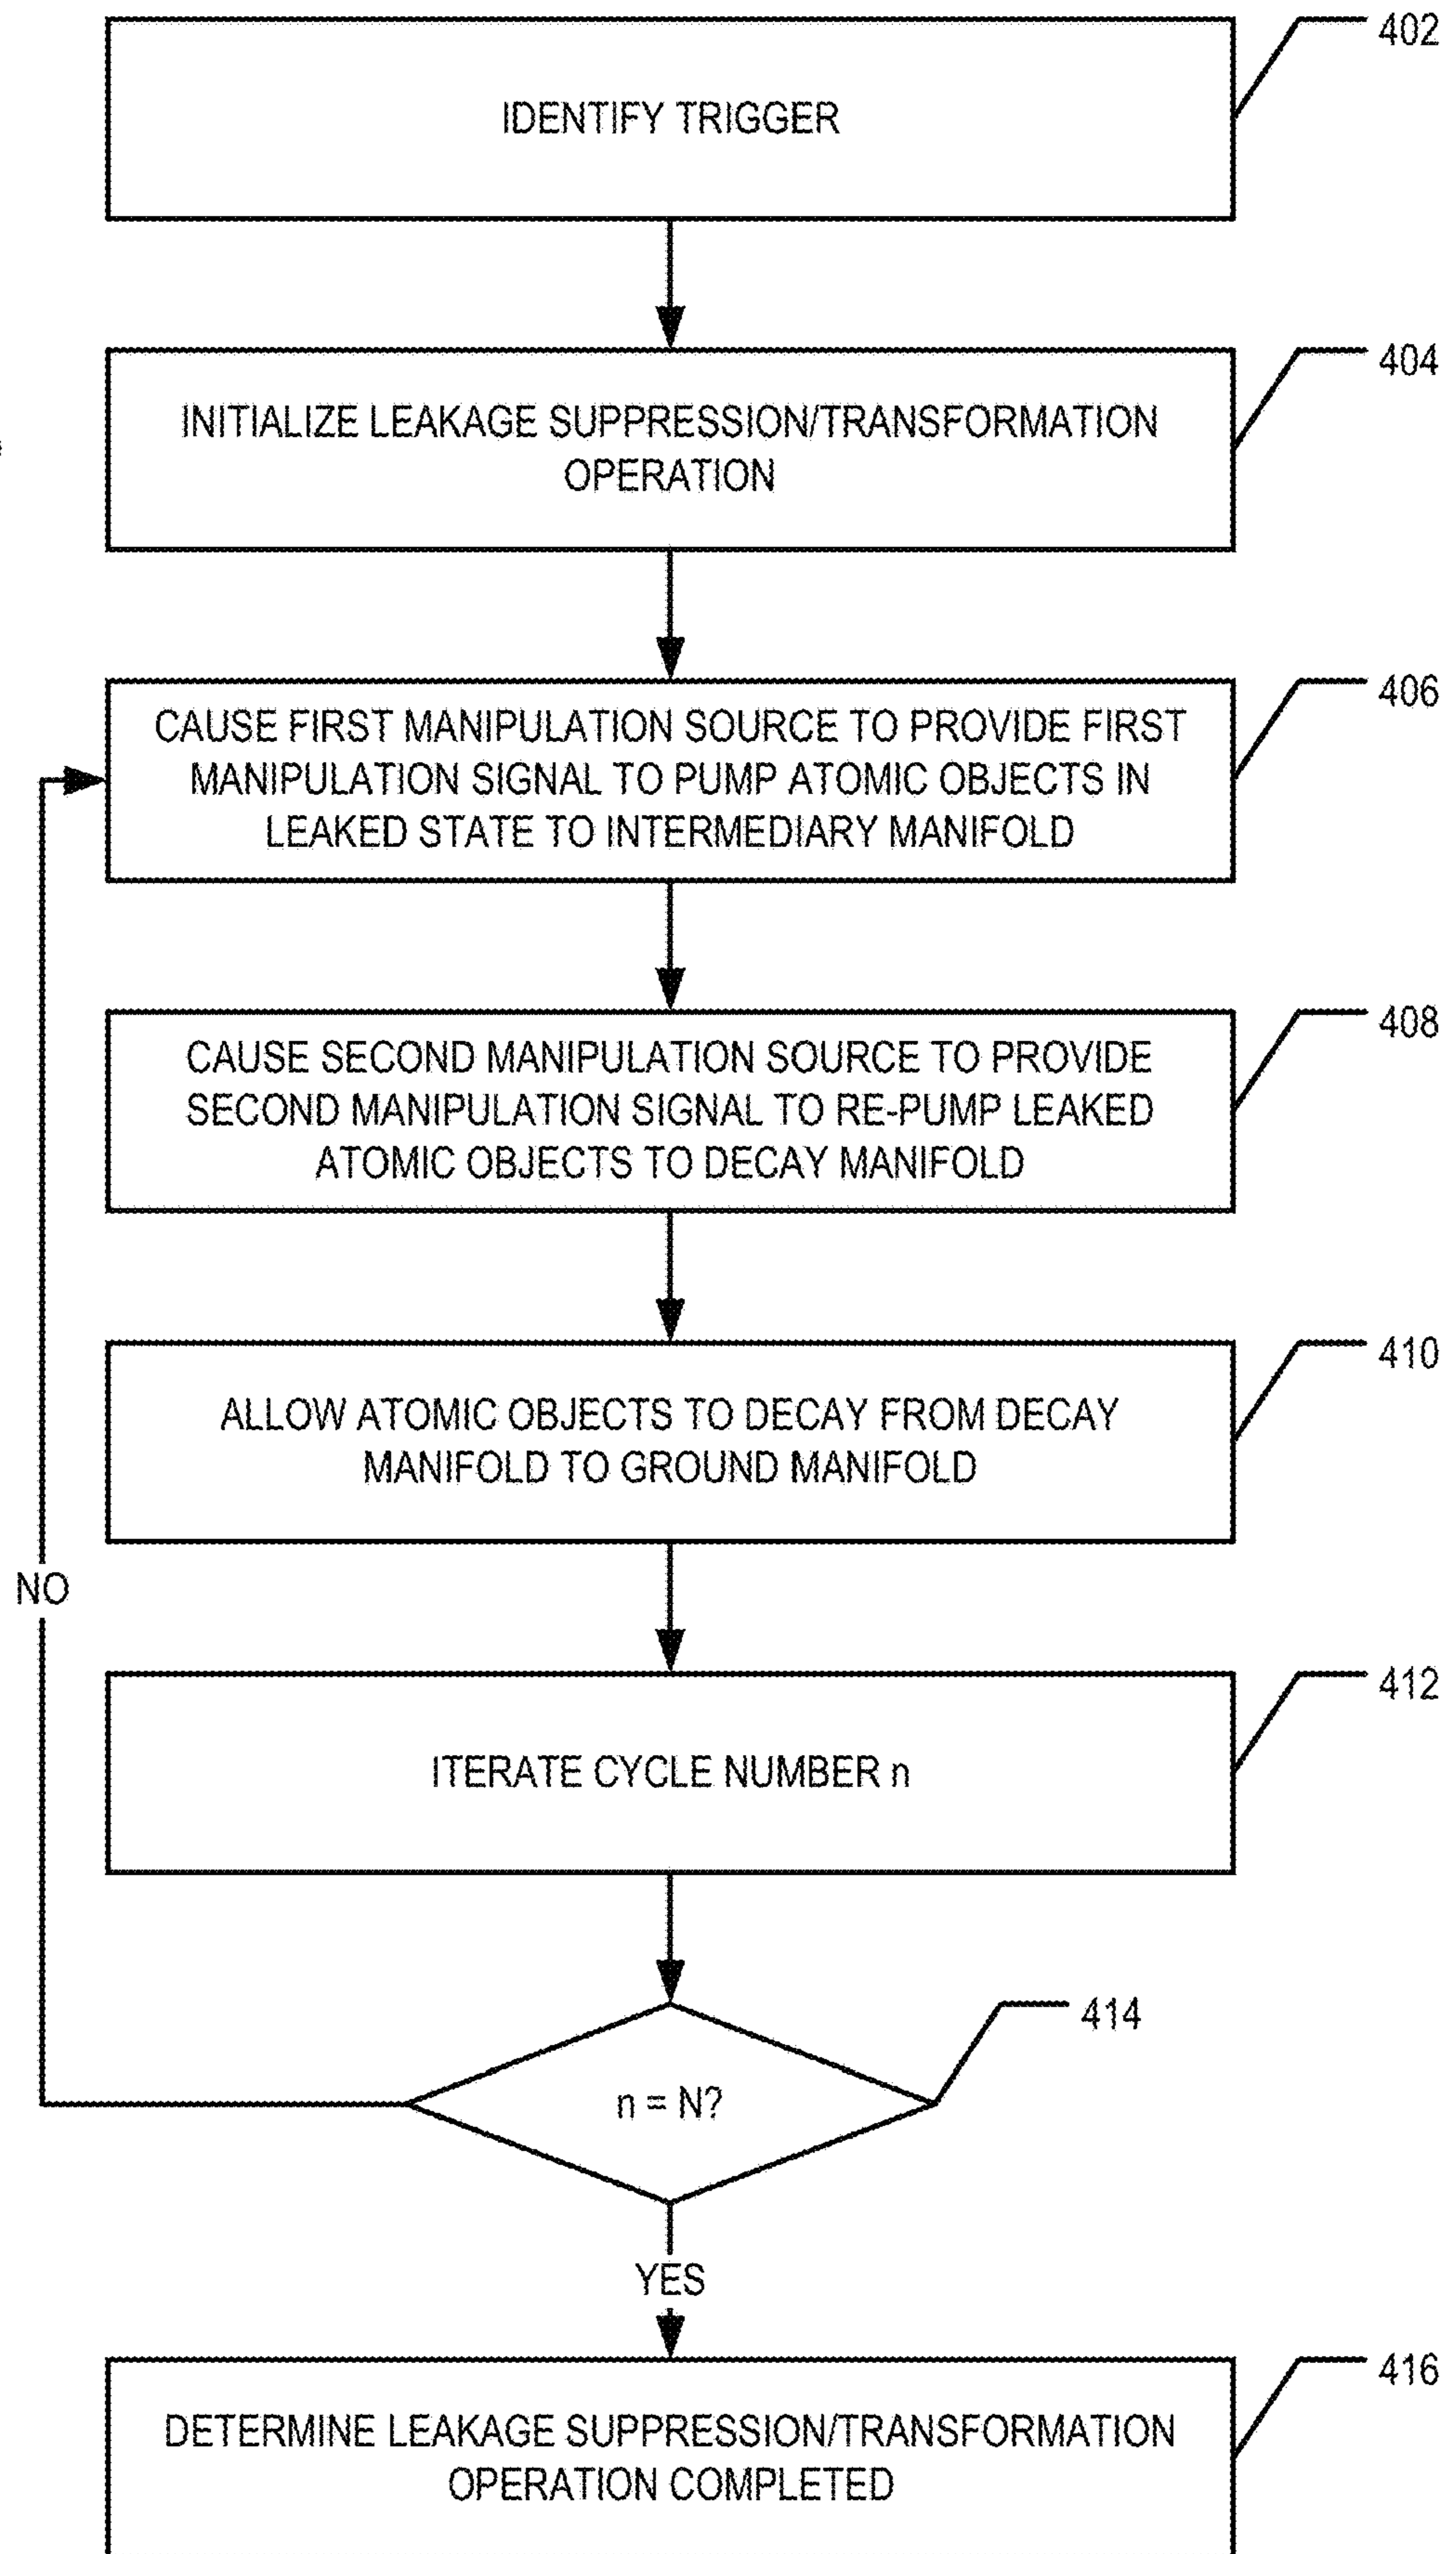 402
IDENTIFY TRIGGER
404
INITIALIZE LEAKAGE SUPPRESSION/TRANSFORMATION
OPERATION
406
CAUSE FIRST MANIPULATION SOURCE TO PROVIDE FIRST
MANIPULATION SIGNAL TO PUMP ATOMIC OBJECTS IN
LEAKED STATE TO INTERMEDIARY MANIFOLD
408
CAUSE SECOND MANIPULATION SOURCE TO PROVIDE
SECOND MANIPULATION SIGNAL TO RE-PUMP LEAKED
ATOMIC OBJECTS TO DECAY MANIFOLD
410
ALLOW ATOMIC OBJECTS TO DECAY FROM DECAY
MANIFOLD TO GROUND MANIFOLD
NO
412
ITERATE CYCLE NUMBER n
414
n = N?
YES
416
DETERMINE LEAKAGE SUPPRESSION/TRANSFORMATION
OPERATION COMPLETED